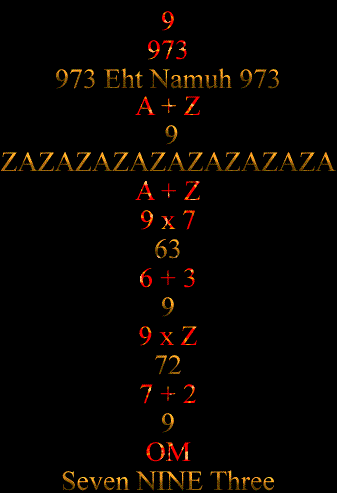 9
973
973 Eht Namuh 973
A + Z
9
ZAZAZAZAZAZAZAZAZAZA
A + Z
9 x 7
63
6 + 3
9
9 x Z
72
7 + 2
9
OM
Seven NINE Three